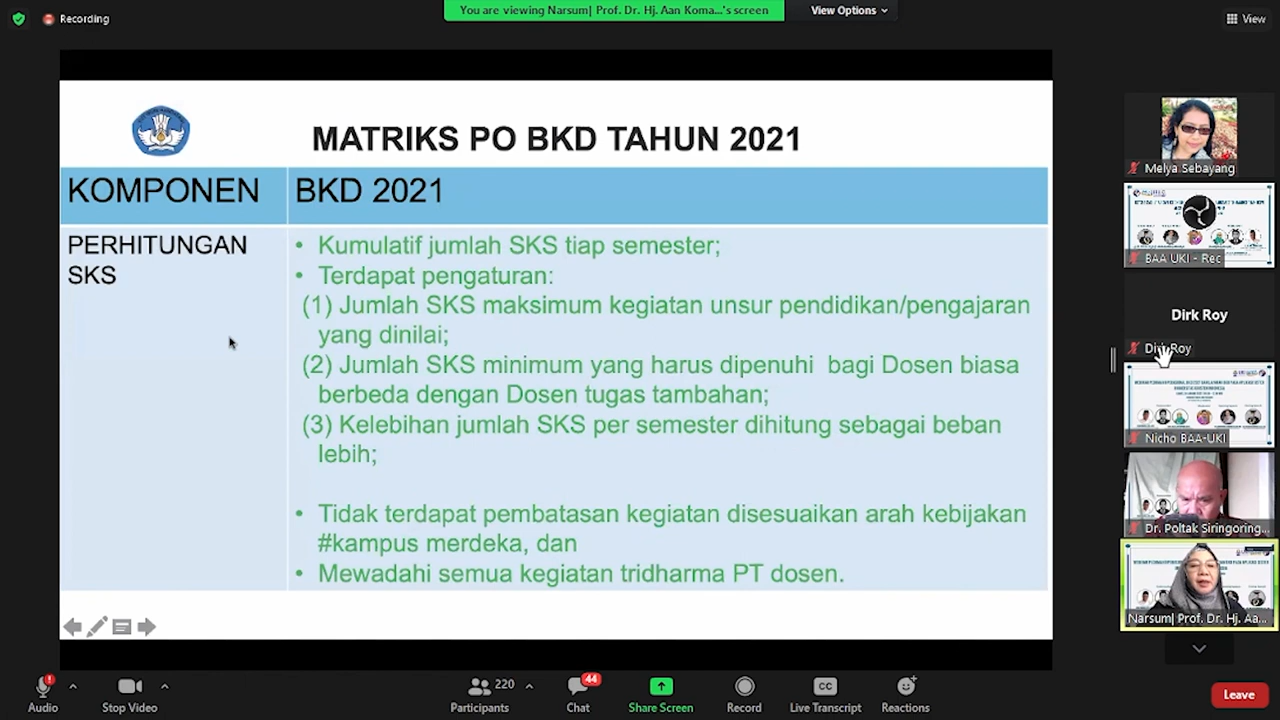 Recording
You are viewing Narsum| Prof. Dr. Hj. Aan Koma...'s screen
View Options
View
MATRIKS PO BKD TAHUN 2021
KOMPONEN
BKD 2021
PERHITUNGAN
SKS
• Kumulatif jumlah SKS tiap semester;
• Terdapat pengaturan:
(1) Jumlah SKS maksimum kegiatan unsur pendidikan/pengajaran
yang dinilai;
(2) Jumlah SKS minimum yang harus dipenuhi bagi Dosen biasa
berbeda dengan Dosen tugas tambahan;
(3) Kelebihan jumlah SKS per semester dihitung sebagai beban
lebih;
• Tidak terdapat pembatasan kegiatan disesuaikan arah kebijakan
#kampus merdeka, dan
• Mewadahi semua kegiatan tridharma PT dosen.
Melya Sebayang
BAA UKI - Rec
Dirk Roy
Dirk Roy
Nicho BAA-UKI
Dr. Poltak Siringoring...
Narsum| Prof. Dr. Hj. Aa...
Audio
Stop Video
220
Participants
44
Chat
Share Screen
Record
CC
Live Transcript
Reactions
Leave